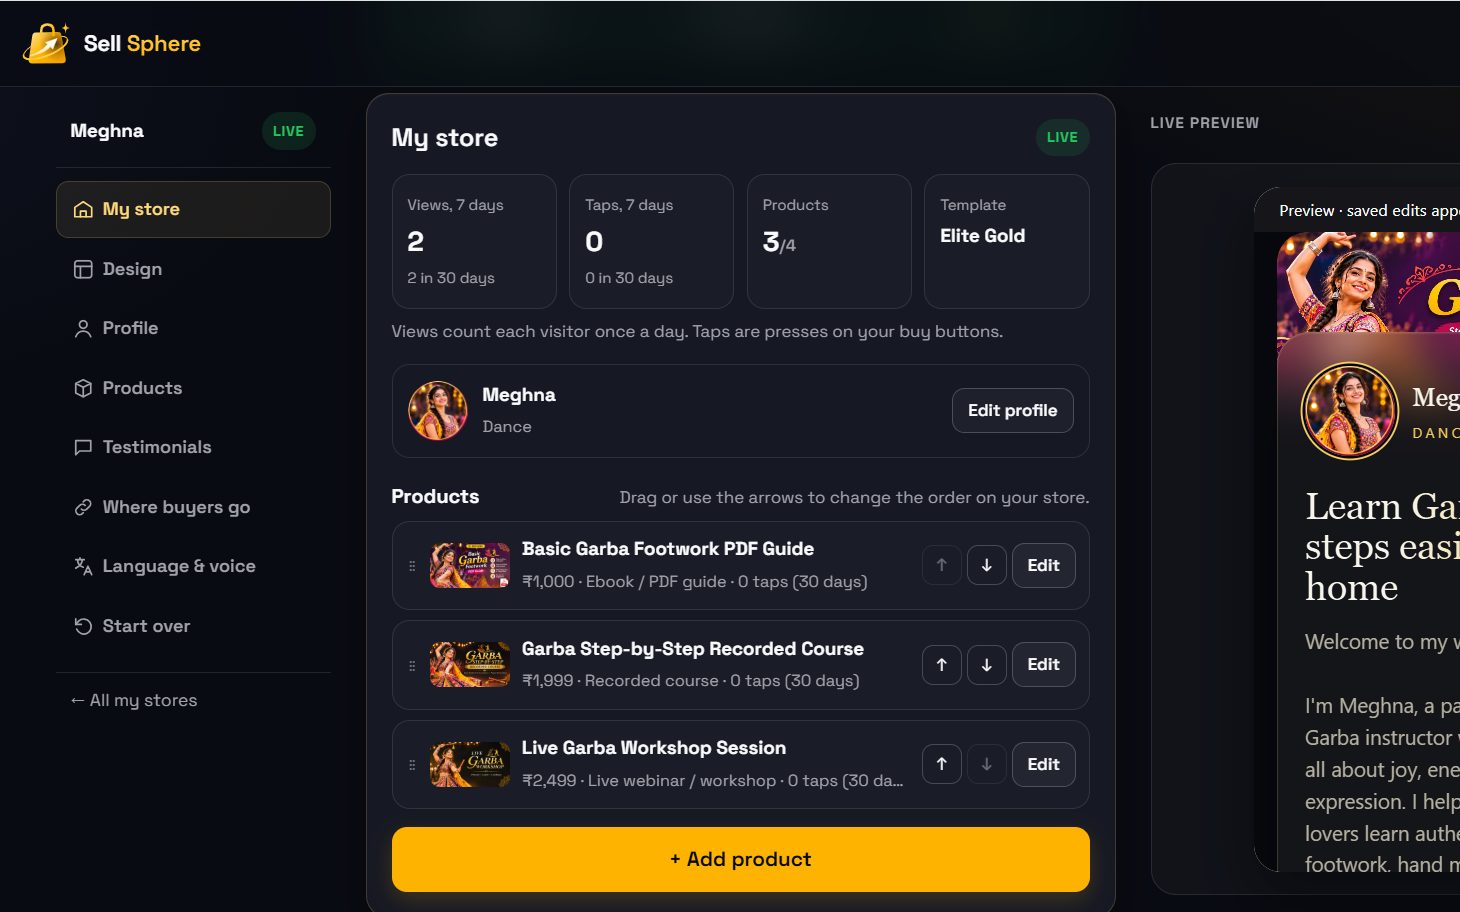 Sell Sphere
Meghna
LIVE
My store
Design
Profile
Products
Testimonials
Where buyers go
Language & voice
Start over
← All my stores
My store
LIVE
Views, 7 days
2
2 in 30 days
Taps, 7 days
0
0 in 30 days
Products
3/4
Template
Elite Gold
Views count each visitor once a day. Taps are presses on your buy buttons.
Meghna
Dance
Edit profile
Products
Drag or use the arrows to change the order on your store.
Basic Garba Footwork PDF Guide
₹1,000 · Ebook / PDF guide · 0 taps (30 days)
↑ ↓ Edit
Garba Step-by-Step Recorded Course
₹1,999 · Recorded course · 0 taps (30 days)
↑ ↓ Edit
Live Garba Workshop Session
₹2,499 · Live webinar / workshop · 0 taps (30 da...
↑ ↓ Edit
+ Add product
LIVE PREVIEW
Preview · saved edits appe
G
Meg
DANC
Learn Gar
steps easi
home
Welcome to my w
I'm Meghna, a pa
Garba instructor w
all about joy, ene
expression. I help
lovers learn authe
footwork, hand m